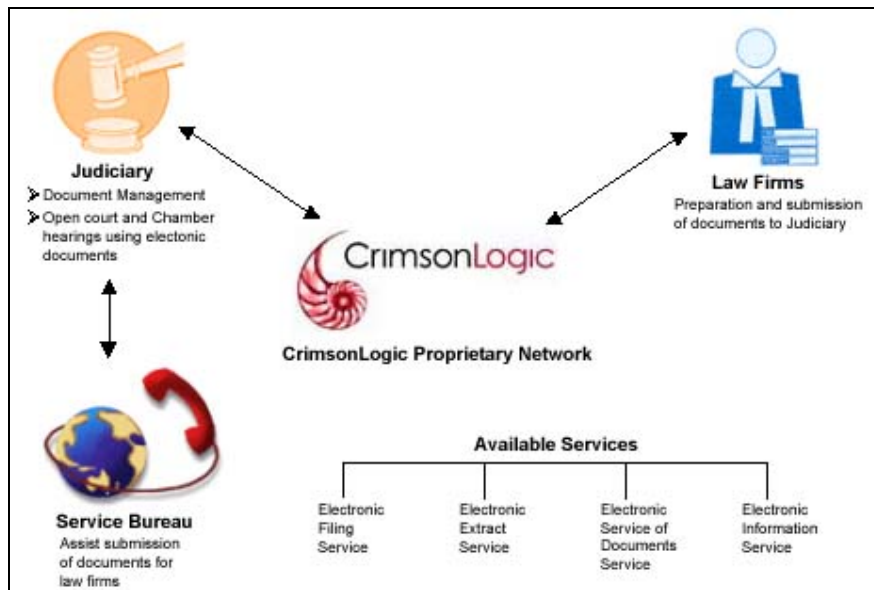 Judiciary
➢ Document Management
➢ Open court and Chamber
hearings using electonic
documents
Law Firms
Preparation and submission
of documents to Judiciary
CRIMSONLOGIC
CrimsonLogic Proprietary Network
Service Bureau
Assist submission
of documents for
law firms
Available Services
Electronic
Filing
Service
Electronic
Extract
Service
Electronic
Service of
Documents
Service
Electronic
Information
Service